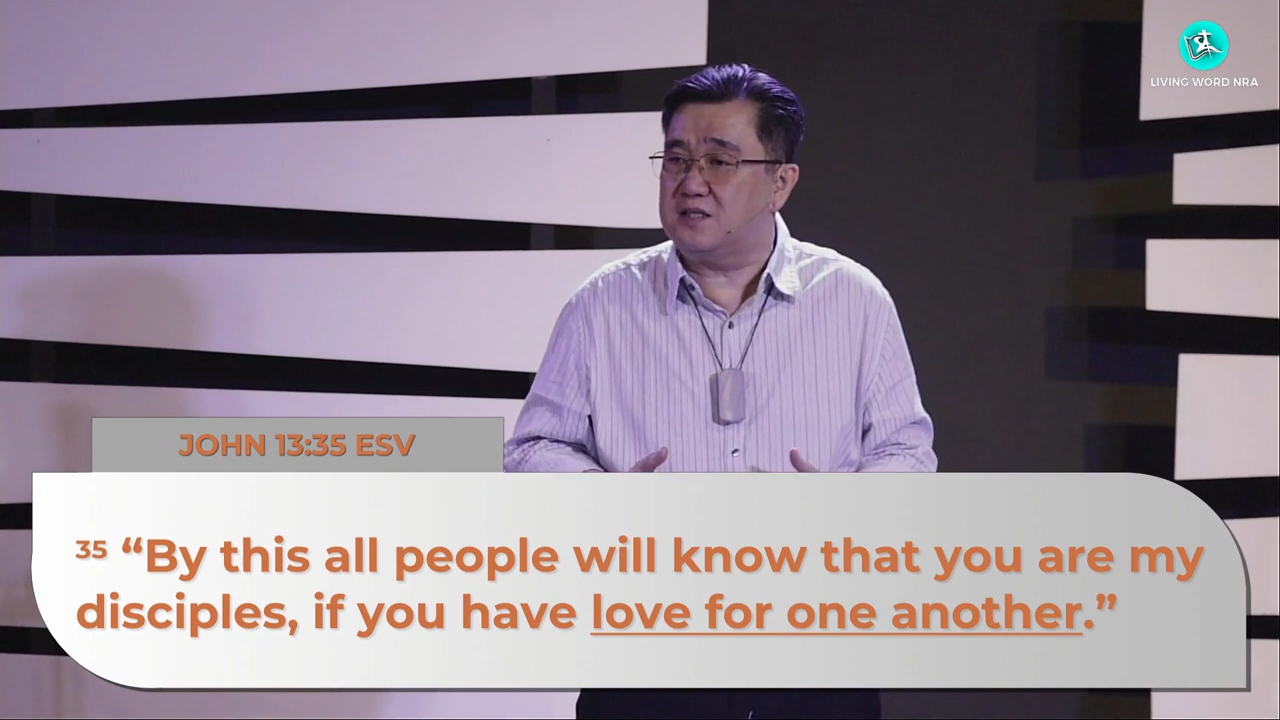 LIVING WORD NRA
JOHN 13:35 ESV
35 “By this all people will know that you are my
disciples, if you have love for one another.”